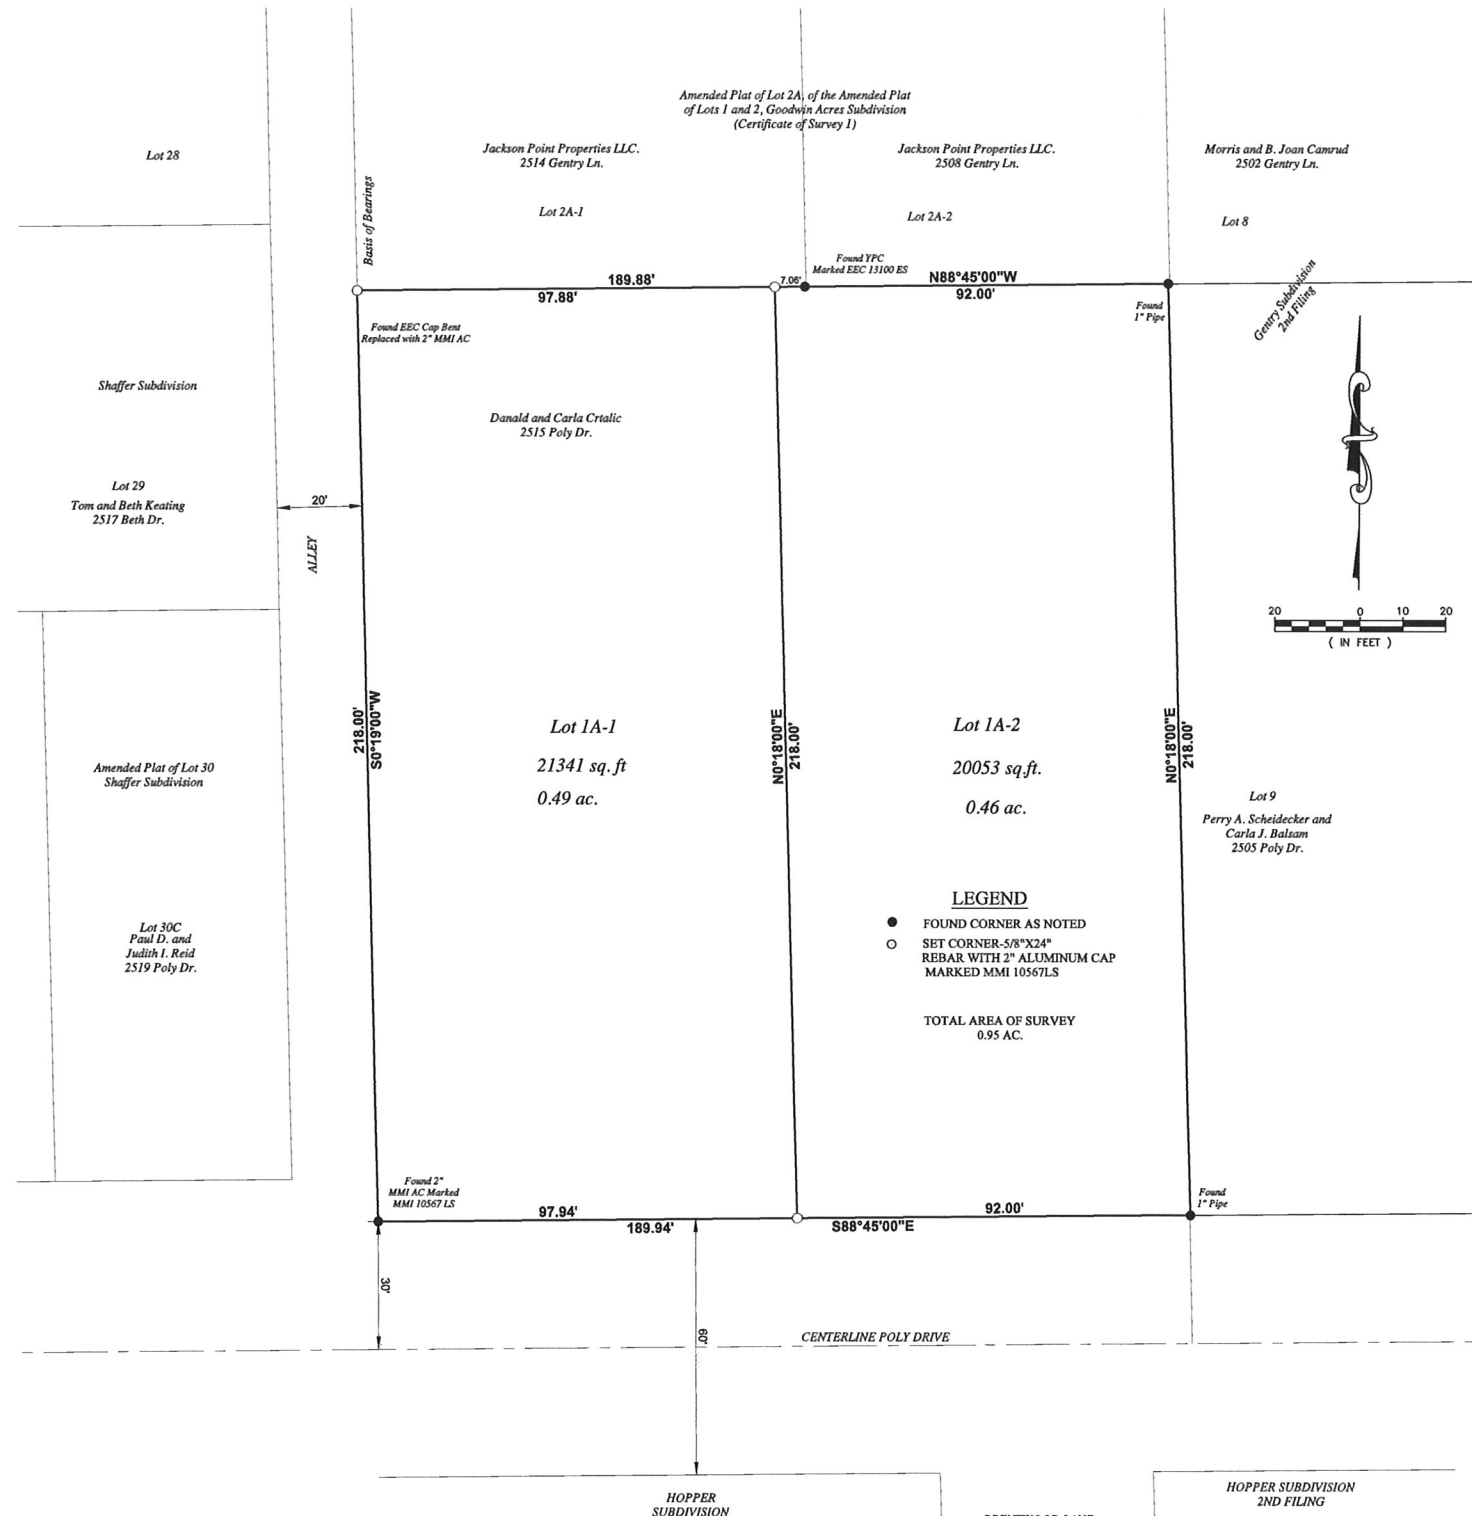 Amended Plat of Lot 2A, of the Amended Plat
of Lots 1 and 2, Goodwin Acres Subdivision
(Certificate of Survey 1)
Lot 28
Jackson Point Properties LLC.
2514 Gentry Ln.
Jackson Point Properties LLC.
2508 Gentry Ln.
Morris and B. Joan Camrud
2502 Gentry Ln.
Basis of Bearings
Lot 2A-1
Lot 2A-2
Lot 8
Found YPC
Marked EEC 13100 ES
189.88'
97.88'
7.06'
N88°45'00"W
92.00'
Found
1" Pipe
Gentry Subdivision
2nd Filing
Found EEC Cap Bent
Replaced with 2" MMI AC
Shaffer Subdivision
Danald and Carla Crtalic
2515 Poly Dr.
Lot 29
Tom and Beth Keating
2517 Beth Dr.
20'
ALLEY
20 0 10 20
( IN FEET )
218.00'
S0°19'00"W
Lot 1A-1
21341 sq. ft
0.49 ac.
N0°18'00"E
218.00'
Lot 1A-2
20053 sq.ft.
0.46 ac.
N0°18'00"E
218.00'
Amended Plat of Lot 30
Shaffer Subdivision
Lot 9
Perry A. Scheidecker and
Carla J. Balsam
2505 Poly Dr.
LEGEND
FOUND CORNER AS NOTED
SET CORNER-5/8"X24"
REBAR WITH 2" ALUMINUM CAP
MARKED MMI 10567LS
TOTAL AREA OF SURVEY
0.95 AC.
Lot 30C
Paul D. and
Judith I. Reid
2519 Poly Dr.
Found 2"
MMI AC Marked
MMI 10567 LS
97.94'
189.94'
S88°45'00"E
92.00'
Found
1" Pipe
30'
60'
CENTERLINE POLY DRIVE
HOPPER
SUBDIVISION
HOPPER SUBDIVISION
2ND FILING